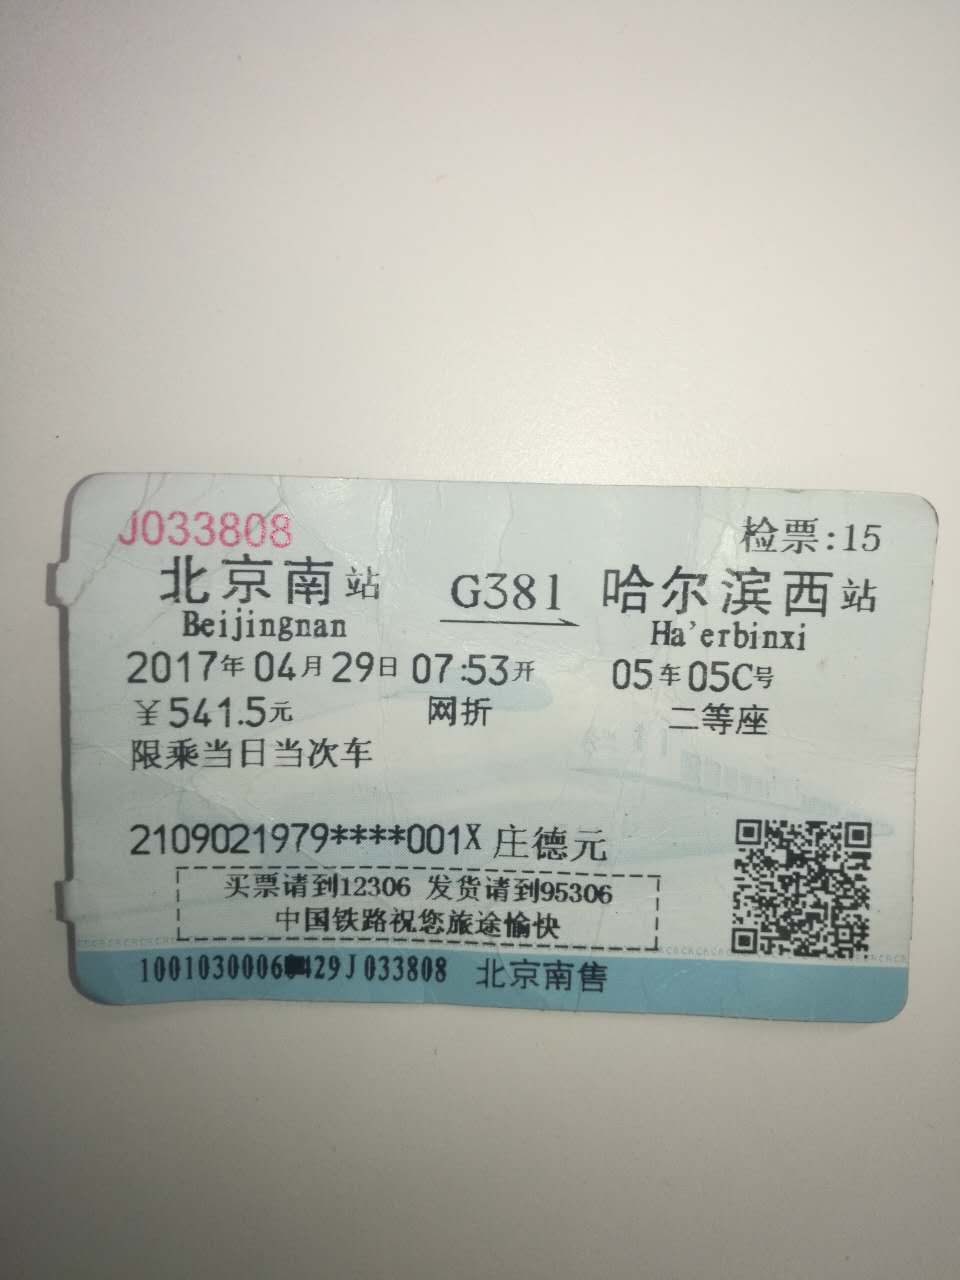 J033808 检票:15
北京南站 G381 哈尔滨西站
Beijingnan Ha'erbinxi
2017年04月29日 07:53开 05车05C号
￥541.5元 网折 二等座
限乘当日当次车
2109021979****001X 庄德元
买票请到12306 发货请到95306
中国铁路祝您旅途愉快
J033808 北京南售